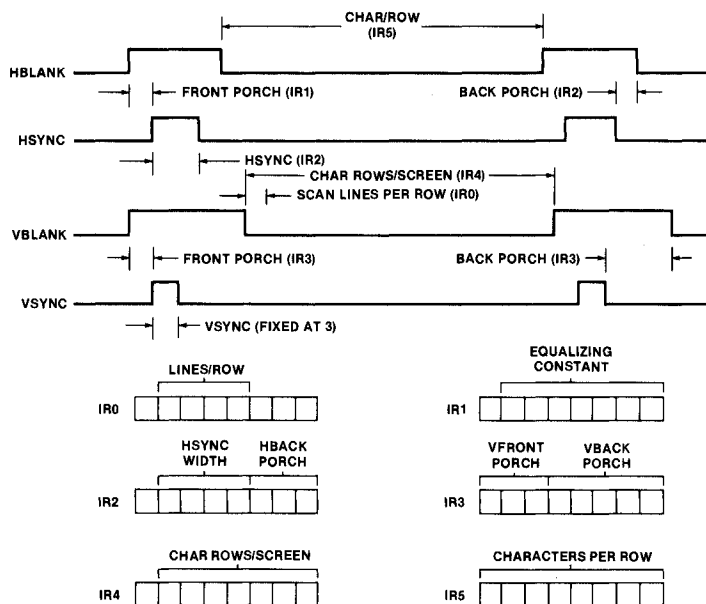 CHAR/ROW
(IR5)
HBLANK
FRONT PORCH (IR1)
BACK PORCH (IR2)
HSYNC
HSYNC (IR2)
CHAR ROWS/SCREEN (IR4)
SCAN LINES PER ROW (IR0)
VBLANK
FRONT PORCH (IR3)
BACK PORCH (IR3)
VSYNC
VSYNC (FIXED AT 3)
LINES/ROW
IR0
EQUALIZING
CONSTANT
IR1
HSYNC
WIDTH
HBACK
PORCH
IR2
VFRONT
PORCH
VBACK
PORCH
IR3
CHAR ROWS/SCREEN
IR4
CHARACTERS PER ROW
IR5